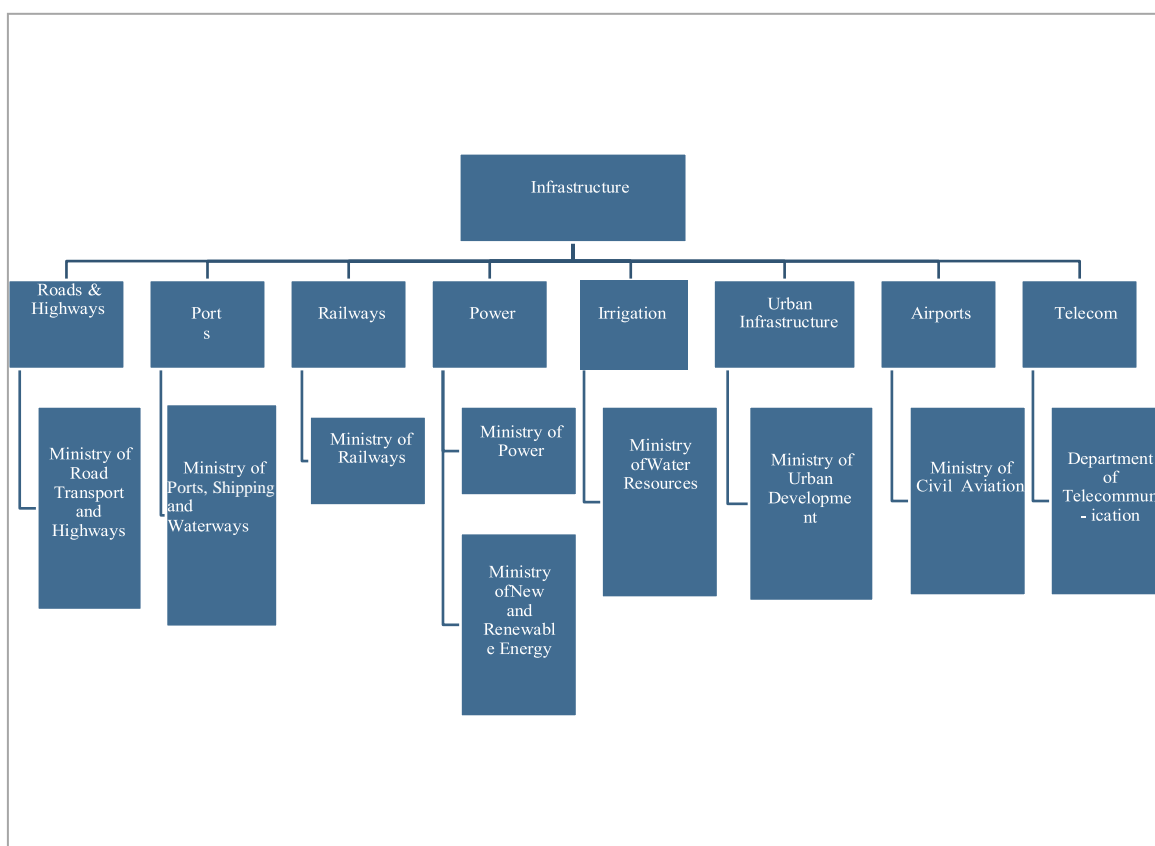 Infrastructure
Roads &
Highways
Port
s
Railways
Power
Irrigation
Urban
Infrastructure
Airports
Telecom
Ministry of
Road
Transport
and
Highways
Ministry of
Ports, Shipping
and
Waterways
Ministry of
Railways
Ministry of
Power
Ministry
ofNew
and
Renewabl
e Energy
Ministry
ofWater
Resources
Ministry of
Urban
Developme
nt
Ministry of
Civil Aviation
Department
of
Telecommun
- ication